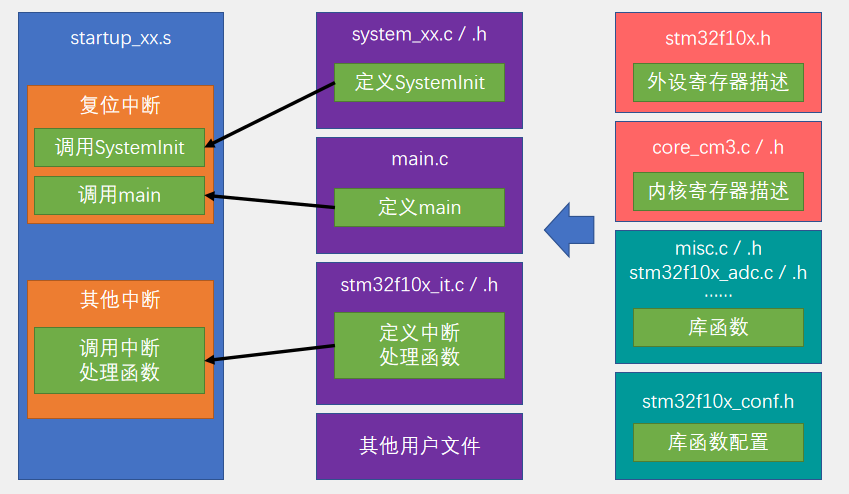 startup_xx.s
复位中断
调用SystemInit
调用main
其他中断
调用中断
处理函数
system_xx.c / .h
定义SystemInit
main.c
定义main
stm32f10x_it.c / .h
定义中断
处理函数
其他用户文件
stm32f10x.h
外设寄存器描述
core_cm3.c / .h
内核寄存器描述
misc.c / .h
stm32f10x_adc.c / .h
……
库函数
stm32f10x_conf.h
库函数配置